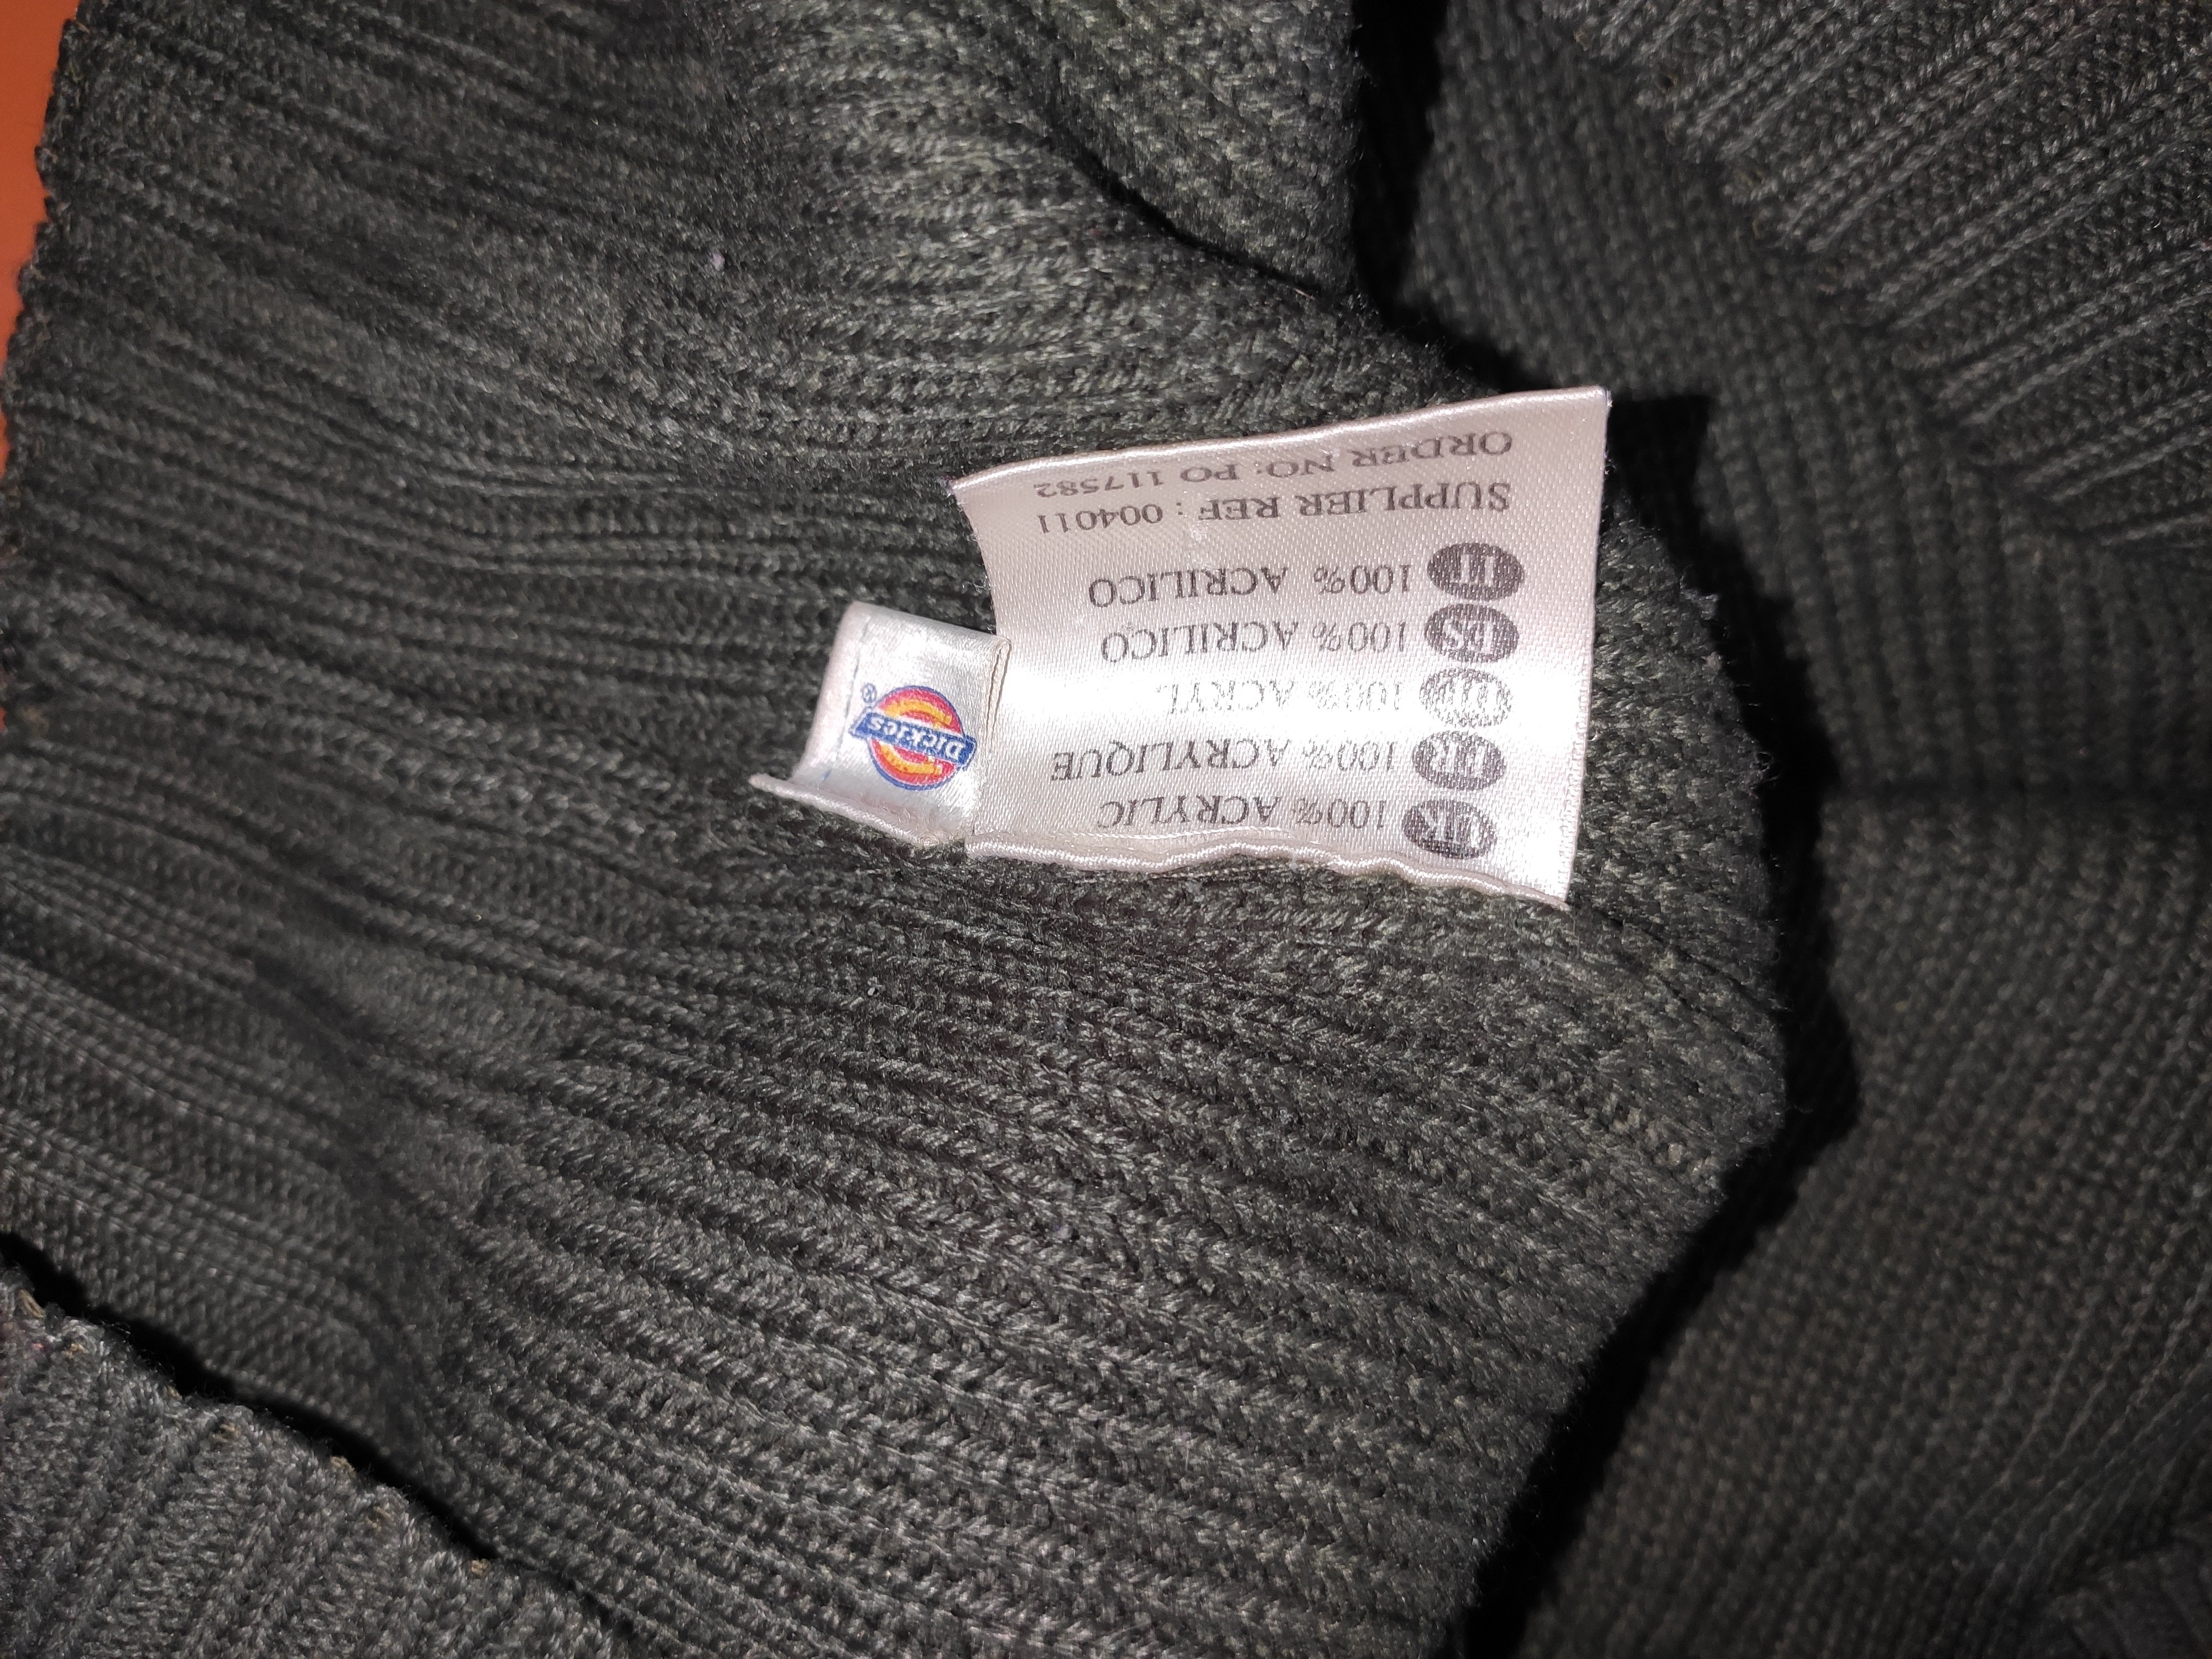 Dickies®
UK 100% ACRYLIC
FR 100% ACRYLIQUE
DE 100% ACRYL
ES 100% ACRILICO
IT 100% ACRILICO
SUPPLIER REF : 004011
ORDER NO: PO 117582